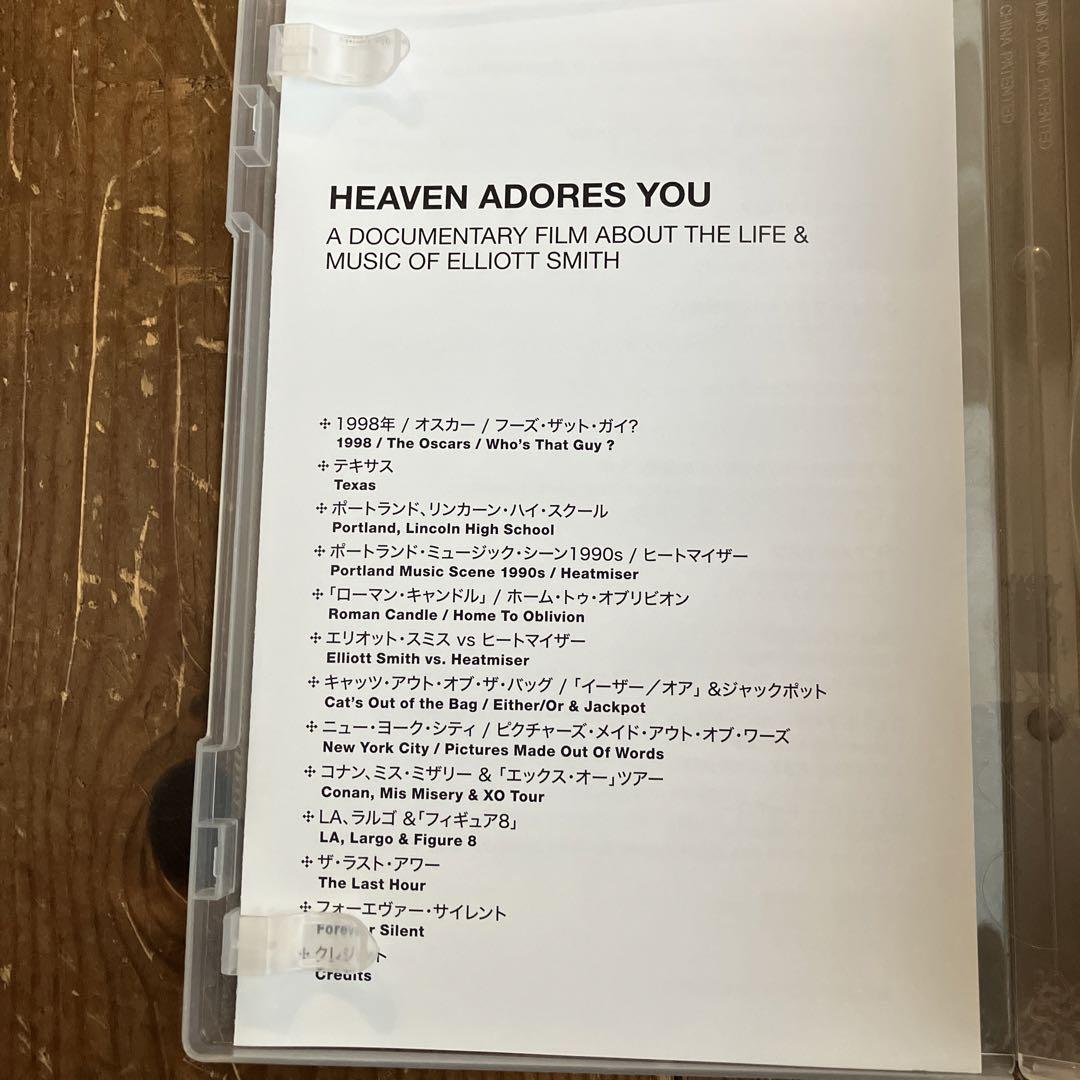 HEAVEN ADORES YOU
A DOCUMENTARY FILM ABOUT THE LIFE &
MUSIC OF ELLIOTT SMITH
1998年 / オスカー / フーズ・ザット・ガイ?
1998 / The Oscars / Who's That Guy ?
テキサス
Texas
ポートランド、リンカーン・ハイ・スクール
Portland, Lincoln High School
ポートランド・ミュージック・シーン1990s / ヒートマイザー
Portland Music Scene 1990s / Heatmiser
「ローマン・キャンドル」 / ホーム・トゥ・オブリビオン
Roman Candle / Home To Oblivion
エリオット・スミス vs ヒートマイザー
Elliott Smith vs. Heatmiser
キャッツ・アウト・オブ・ザ・バッグ / 「イーザー／オア」 &ジャックポット
Cat's Out of the Bag / Either/Or & Jackpot
ニュー・ヨーク・シティ / ピクチャーズ・メイド・アウト・オブ・ワーズ
New York City / Pictures Made Out Of Words
コナン、ミス・ミザリー & 「エックス・オー」ツアー
Conan, Mis Misery & XO Tour
LA、ラルゴ &「フィギュア8」
LA, Largo & Figure 8
ザ・ラスト・アワー
The Last Hour
フォーエヴァー・サイレント
Forever Silent
クレジット
Credits
HONG KONG PATENTED
CHINA PATENTED